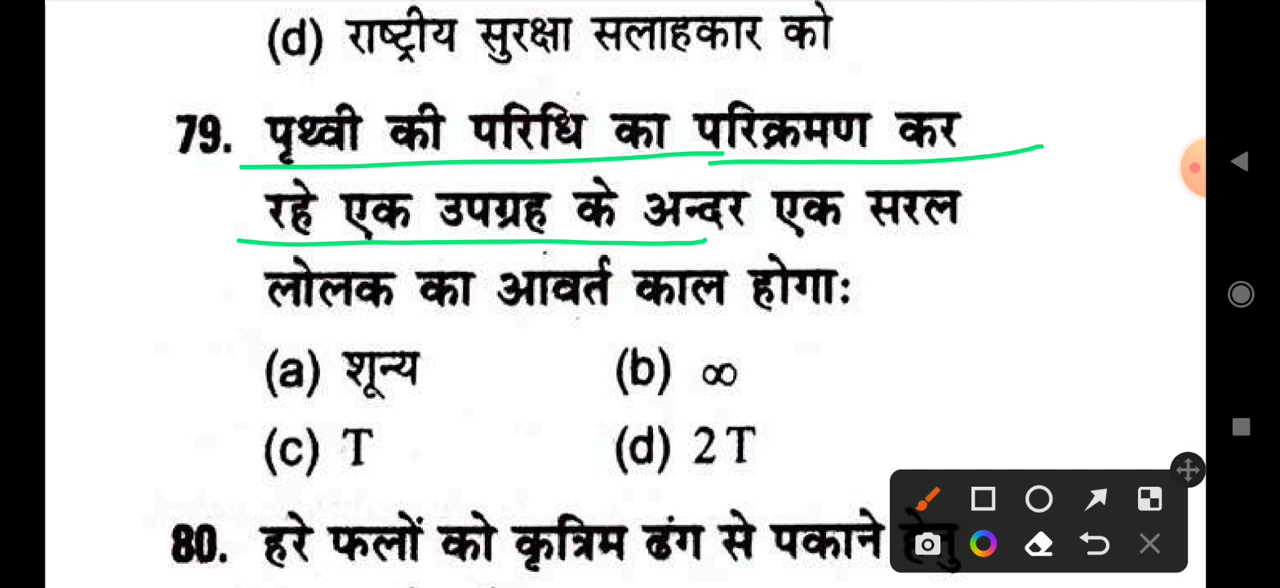 (d) राष्ट्रीय सुरक्षा सलाहकार को
79. पृथ्वी की परिधि का परिक्रमण कर
रहे एक उपग्रह के अन्दर एक सरल
लोलक का आवर्त काल होगाः
(a) शून्य (b) ∞
(c) T (d) 2T
80. हरे फलों को कृत्रिम ढंग से पकाने हेतु